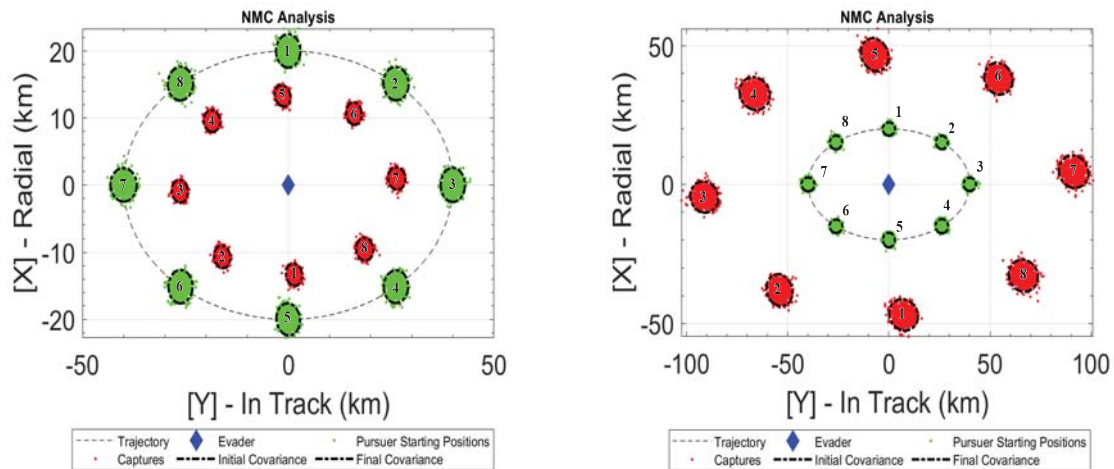 NMC Analysis
20
10
0
-10
-20
-50
0
50
[X] - Radial (km)
[Y] - In Track (km)
1
2
3
4
5
6
7
8
5
6
7
8
1
2
3
4
Trajectory
Evader
Pursuer Starting Positions
Captures
Initial Covariance
Final Covariance
NMC Analysis
50
0
-50
-100
-50
0
50
100
[X] - Radial (km)
[Y] - In Track (km)
5
6
7
8
1
2
3
4
1
2
3
4
5
6
7
8
Trajectory
Evader
Pursuer Starting Positions
Captures
Initial Covariance
Final Covariance